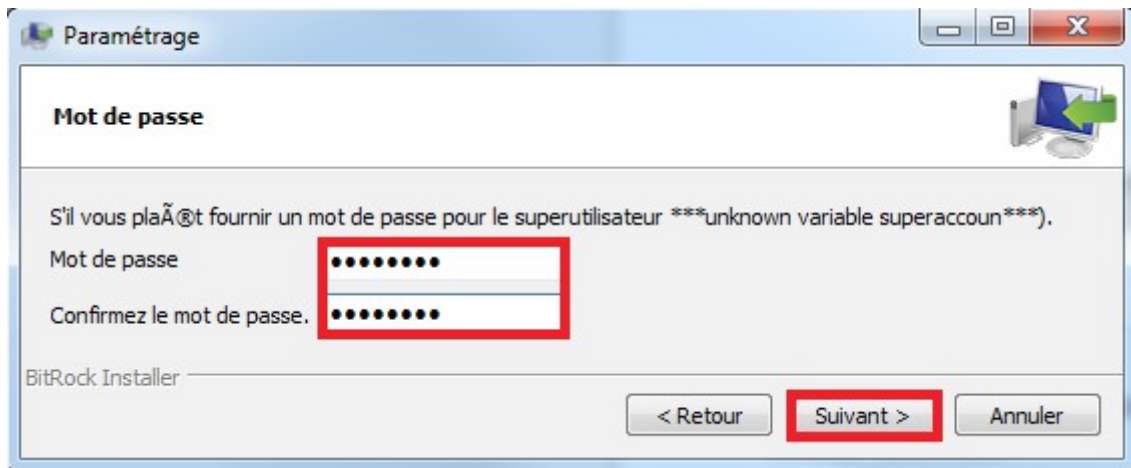 Paramétrage
Mot de passe
S'il vous plaÃ®t fournir un mot de passe pour le superutilisateur ***unknown variable superaccoun***).
Mot de passe ●●●●●●●●
Confirmez le mot de passe. ●●●●●●●●
BitRock Installer
< Retour Suivant > Annuler